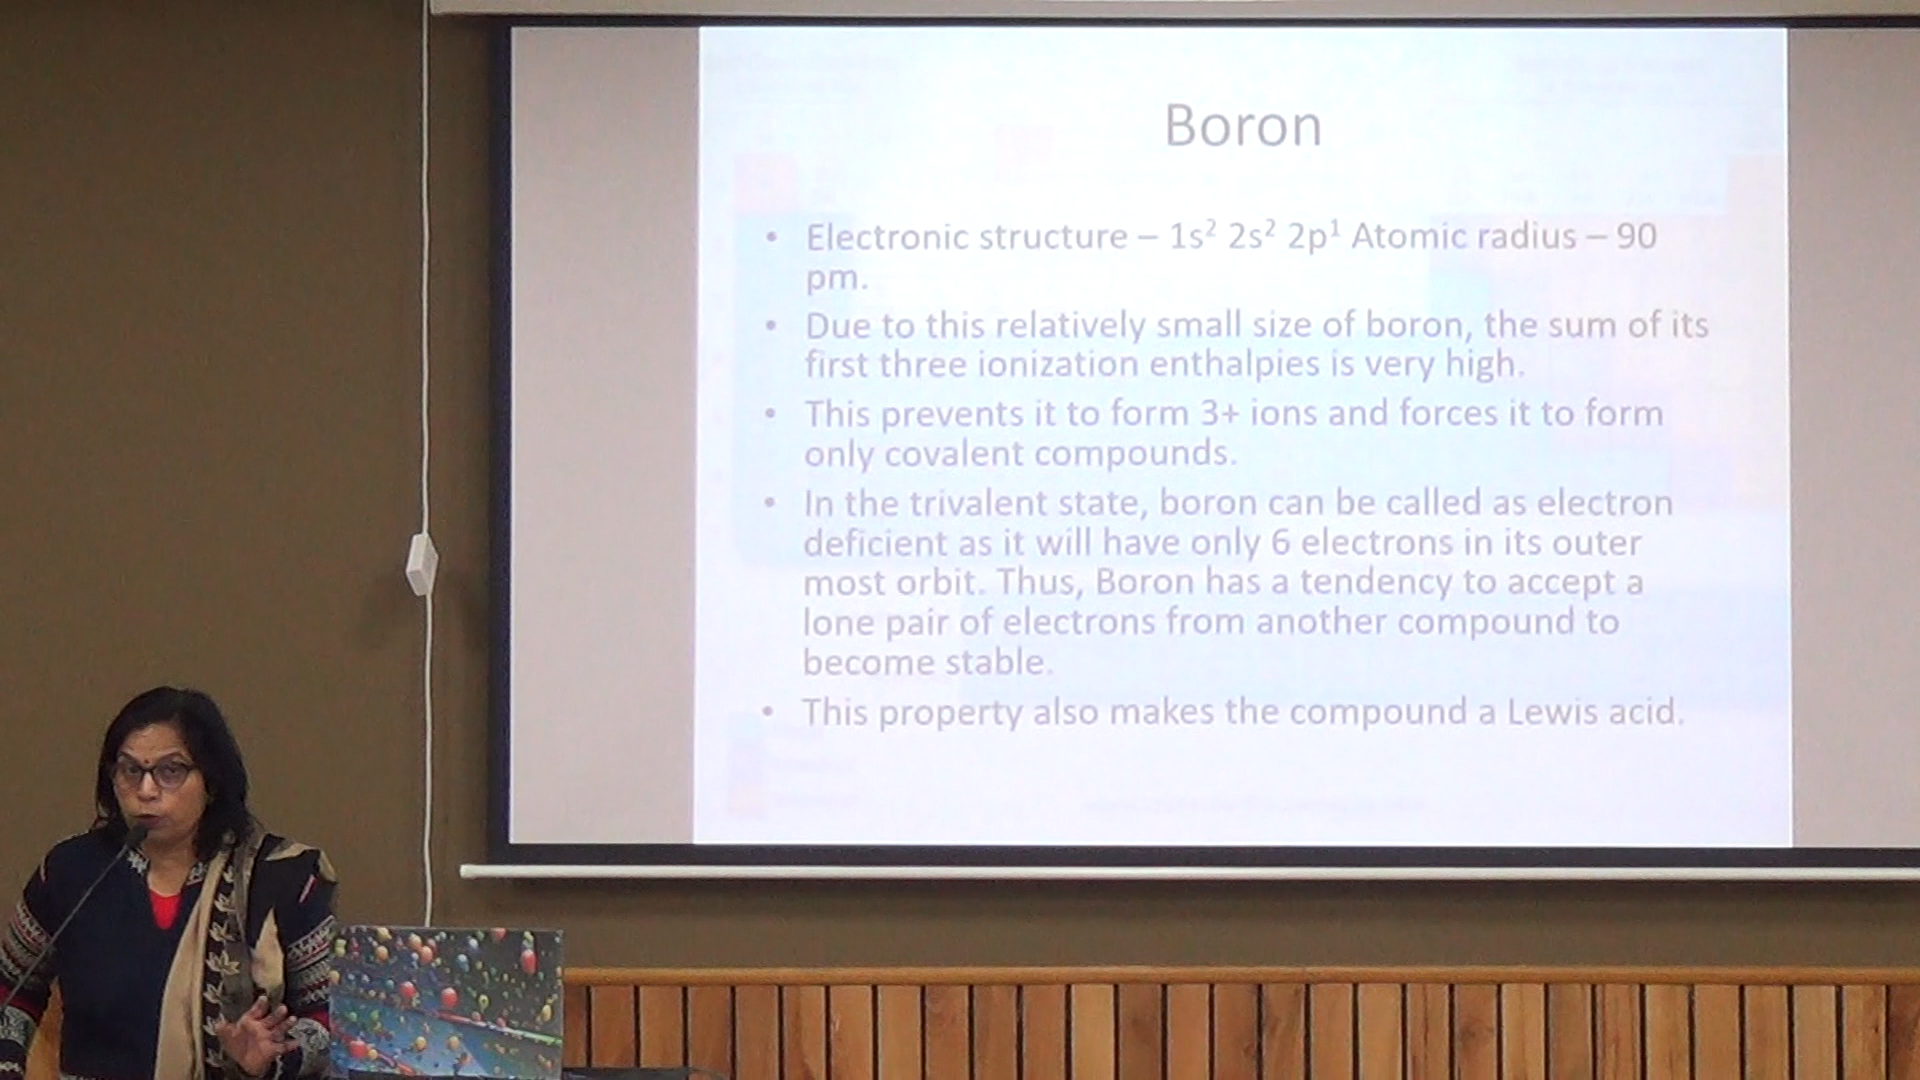 Boron
• Electronic structure – 1s² 2s² 2p¹ Atomic radius – 90
pm.
• Due to this relatively small size of boron, the sum of its
first three ionization enthalpies is very high.
• This prevents it to form 3+ ions and forces it to form
only covalent compounds.
• In the trivalent state, boron can be called as electron
deficient as it will have only 6 electrons in its outer
most orbit. Thus, Boron has a tendency to accept a
lone pair of electrons from another compound to
become stable.
• This property also makes the compound a Lewis acid.